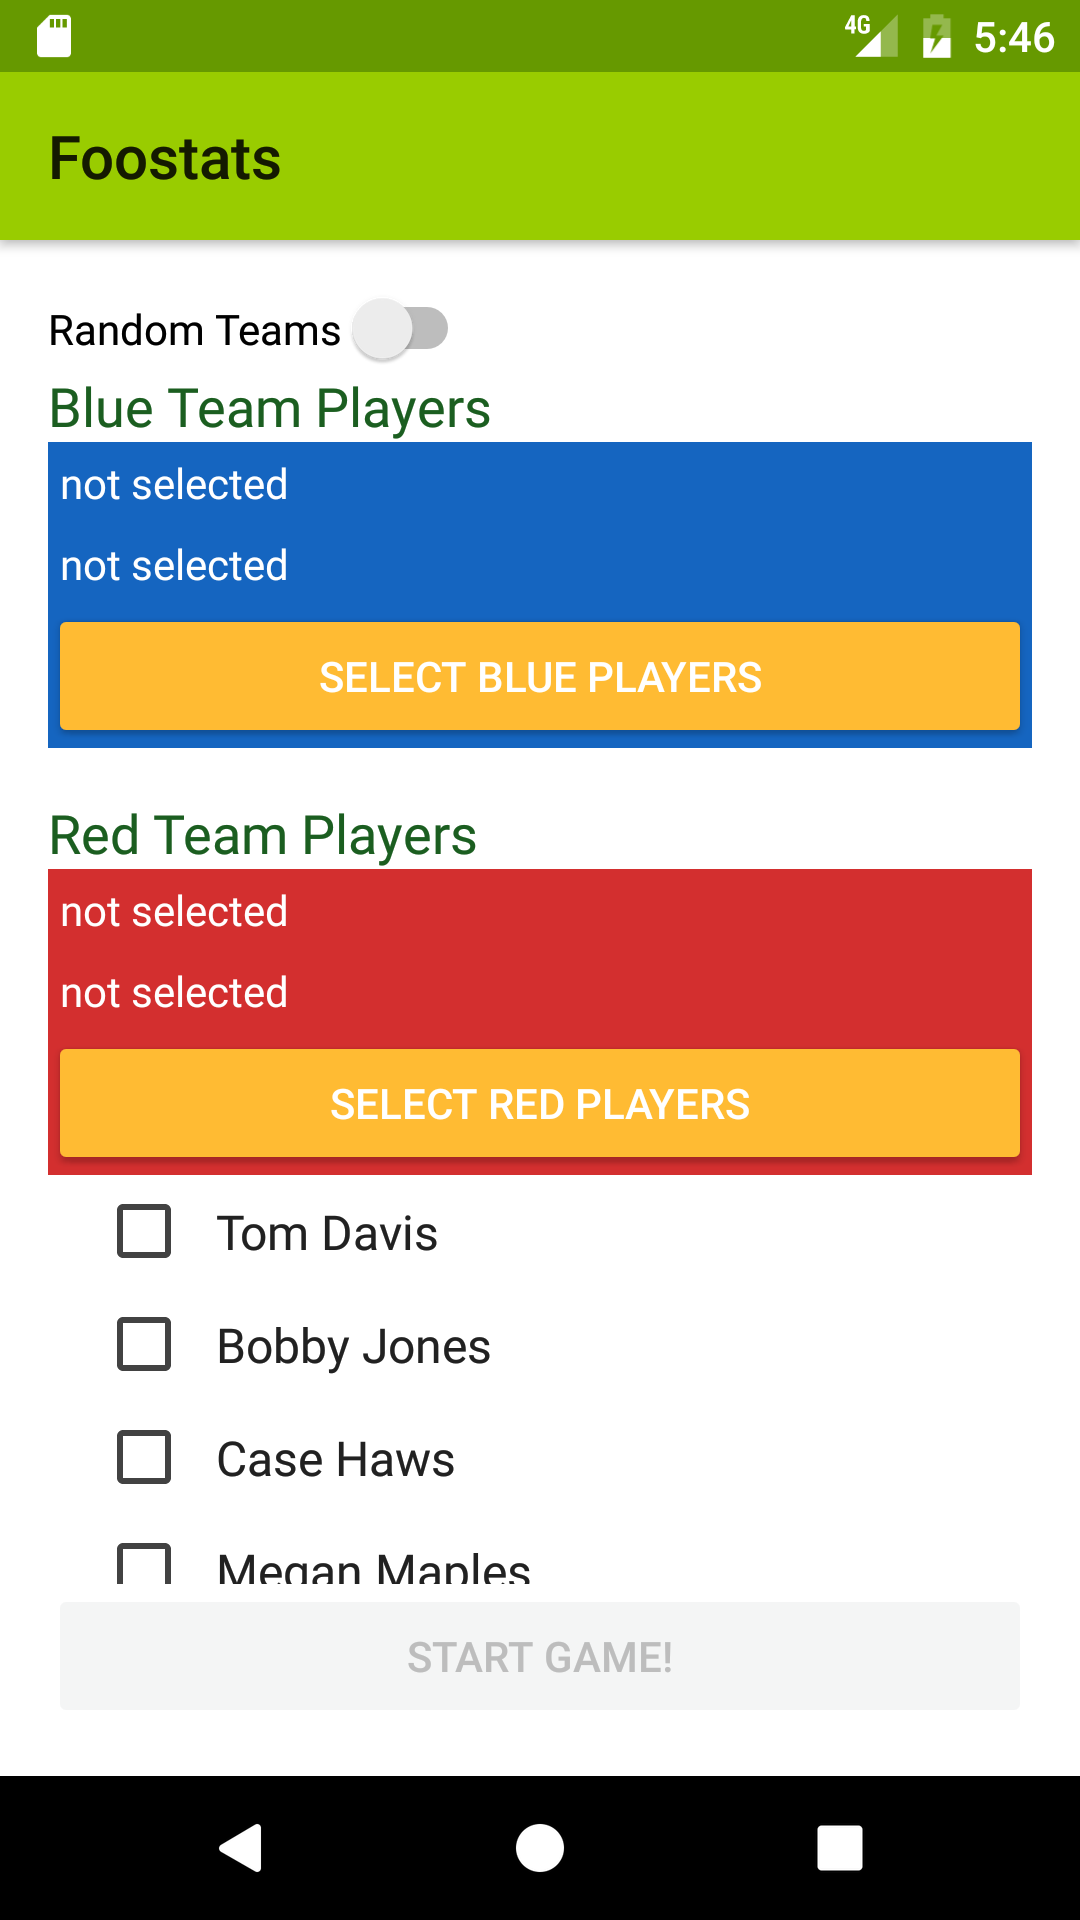 4G 5:46
Foostats
Random Teams
Blue Team Players
not selected
not selected
SELECT BLUE PLAYERS
Red Team Players
not selected
not selected
SELECT RED PLAYERS
Tom Davis
Bobby Jones
Case Haws
Megan Maples
START GAME!